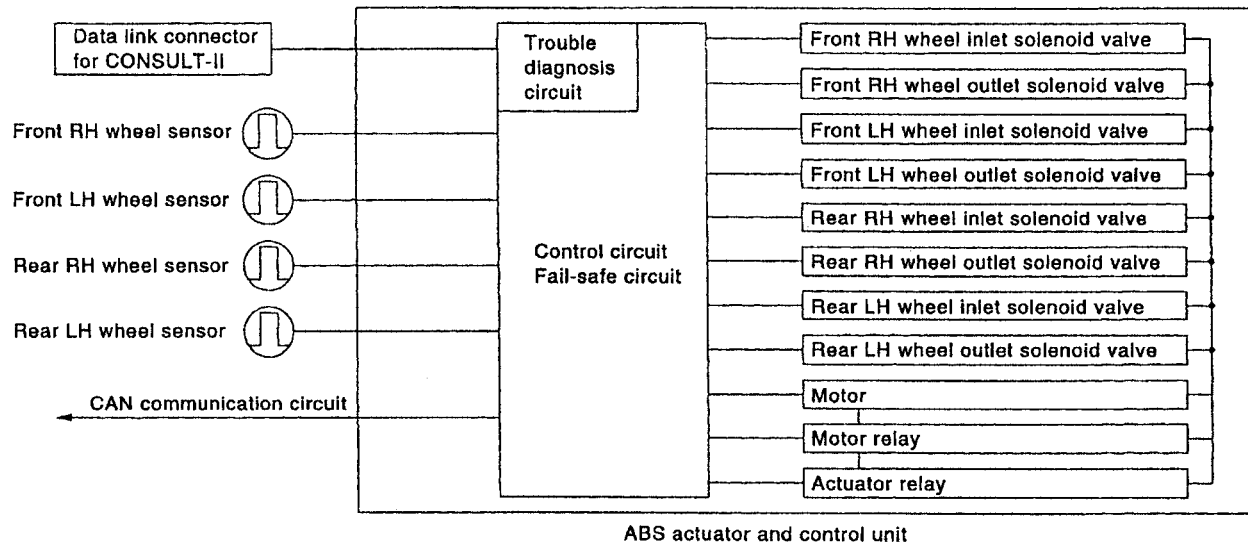 Data link connector
for CONSULT-II
Trouble
diagnosis
circuit
Front RH wheel sensor
Front LH wheel sensor
Rear RH wheel sensor
Rear LH wheel sensor
CAN communication circuit
Control circuit
Fail-safe circuit
Front RH wheel inlet solenoid valve
Front RH wheel outlet solenoid valve
Front LH wheel inlet solenoid valve
Front LH wheel outlet solenoid valve
Rear RH wheel inlet solenoid valve
Rear RH wheel outlet solenoid valve
Rear LH wheel inlet solenoid valve
Rear LH wheel outlet solenoid valve
Motor
Motor relay
Actuator relay
ABS actuator and control unit